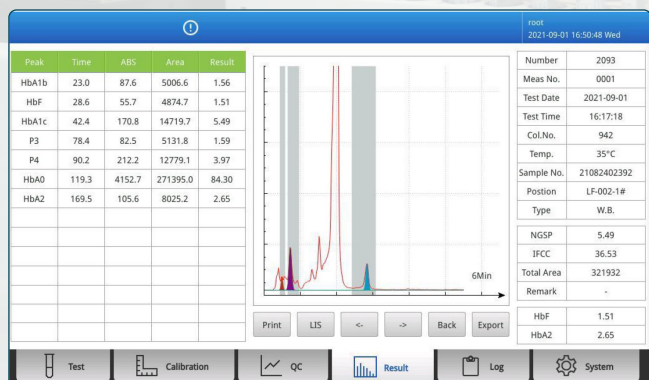 root
2021-09-01 16:50:48 Wed
Peak Time ABS Area Result
HbA1b 23.0 87.6 5006.6 1.56
HbF 28.6 55.7 4874.7 1.51
HbA1c 42.4 170.8 14719.7 5.49
P3 78.4 82.5 5131.8 1.59
P4 90.2 212.2 12779.1 3.97
HbA0 119.3 4152.7 271395.0 84.30
HbA2 169.5 105.6 8025.2 2.65
6Min
Print LIS <- -> Back Export
Number 2093
Meas No. 0001
Test Date 2021-09-01
Test Time 16:17:18
Col.No. 942
Temp. 35°C
Sample No. 21082402392
Postion LF-002-1#
Type W.B.
NGSP 5.49
IFCC 36.53
Total Area 321932
Remark -
HbF 1.51
HbA2 2.65
Test Calibration QC Result Log System